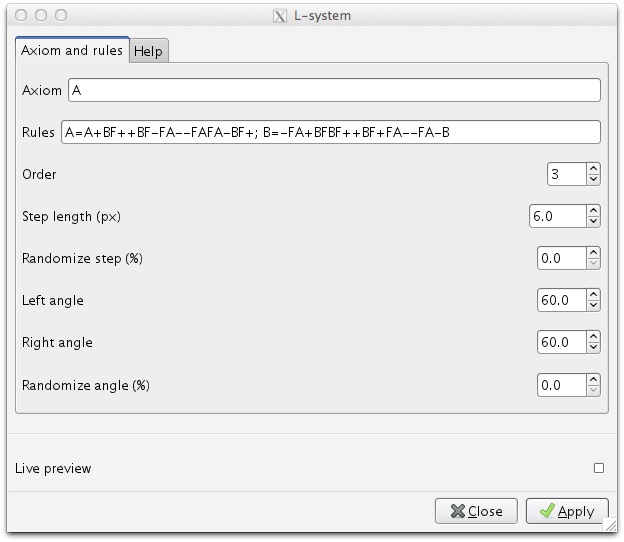 L-system
Axiom and rules Help
Axiom A
Rules A=A+BF++BF-FA--FAFA-BF+; B=-FA+BFBF++BF+FA--FA-B
Order 3
Step length (px) 6.0
Randomize step (%) 0.0
Left angle 60.0
Right angle 60.0
Randomize angle (%) 0.0
Live preview
Close Apply